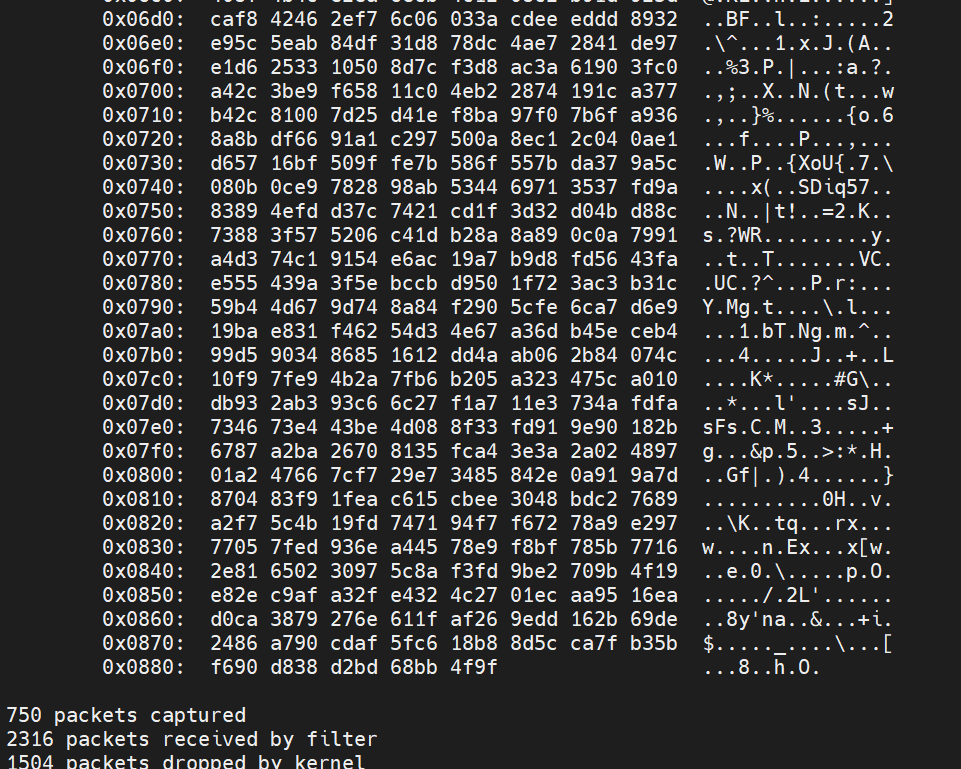 0x06d0: caf8 4246 2ef7 6c06 033a cdee eddd 8932 ..BF..l..:.....2
0x06e0: e95c 5eab 84df 31d8 78dc 4ae7 2841 de97 .\^...1.x.J.(A..
0x06f0: e1d6 2533 1050 8d7c f3d8 ac3a 6190 3fc0 ..%3.P.|...:a.?.
0x0700: a42c 3be9 f658 11c0 4eb2 2874 191c a377 .,;..X..N.(t...w
0x0710: b42c 8100 7d25 d41e f8ba 97f0 7b6f a936 .,..}%......{o.6
0x0720: 8a8b df66 91a1 c297 500a 8ec1 2c04 0ae1 ...f....P...,...
0x0730: d657 16bf 509f fe7b 586f 557b da37 9a5c .W..P..{XoU{.7.\
0x0740: 080b 0ce9 7828 98ab 5344 6971 3537 fd9a ....x(..SDiq57..
0x0750: 8389 4efd d37c 7421 cd1f 3d32 d04b d88c ..N..|t!..=2.K..
0x0760: 7388 3f57 5206 c41d b28a 8a89 0c0a 7991 s.?WR.........y.
0x0770: a4d3 74c1 9154 e6ac 19a7 b9d8 fd56 43fa ..t..T.......VC.
0x0780: e555 439a 3f5e bccb d950 1f72 3ac3 b31c .UC.?^...P.r:...
0x0790: 59b4 4d67 9d74 8a84 f290 5cfe 6ca7 d6e9 Y.Mg.t....\.l...
0x07a0: 19ba e831 f462 54d3 4e67 a36d b45e ceb4 ...1.bT.Ng.m.^..
0x07b0: 99d5 9034 8685 1612 dd4a ab06 2b84 074c ...4.....J..+..L
0x07c0: 10f9 7fe9 4b2a 7fb6 b205 a323 475c a010 ....K*.....#G\..
0x07d0: db93 2ab3 93c6 6c27 f1a7 11e3 734a fdfa ..*...l'....sJ..
0x07e0: 7346 73e4 43be 4d08 8f33 fd91 9e90 182b sFs.C.M..3.....+
0x07f0: 6787 a2ba 2670 8135 fca4 3e3a 2a02 4897 g...&p.5..>:*.H.
0x0800: 01a2 4766 7cf7 29e7 3485 842e 0a91 9a7d ..Gf|.).4......}
0x0810: 8704 83f9 1fea c615 cbee 3048 bdc2 7689 ..........0H..v.
0x0820: a2f7 5c4b 19fd 7471 94f7 f672 78a9 e297 ..\K..tq...rx...
0x0830: 7705 7fed 936e a445 78e9 f8bf 785b 7716 w....n.Ex...x[w.
0x0840: 2e81 6502 3097 5c8a f3fd 9be2 709b 4f19 ..e.0.\.....p.O.
0x0850: e82e c9af a32f e432 4c27 01ec aa95 16ea ...../.2L'......
0x0860: d0ca 3879 276e 611f af26 9edd 162b 69de ..8y'na..&...+i.
0x0870: 2486 a790 cdaf 5fc6 18b8 8d5c ca7f b35b $....._....\...[
0x0880: f690 d838 d2bd 68bb 4f9f ...8..h.O.
750 packets captured
2316 packets received by filter
1504 packets dropped by kernel